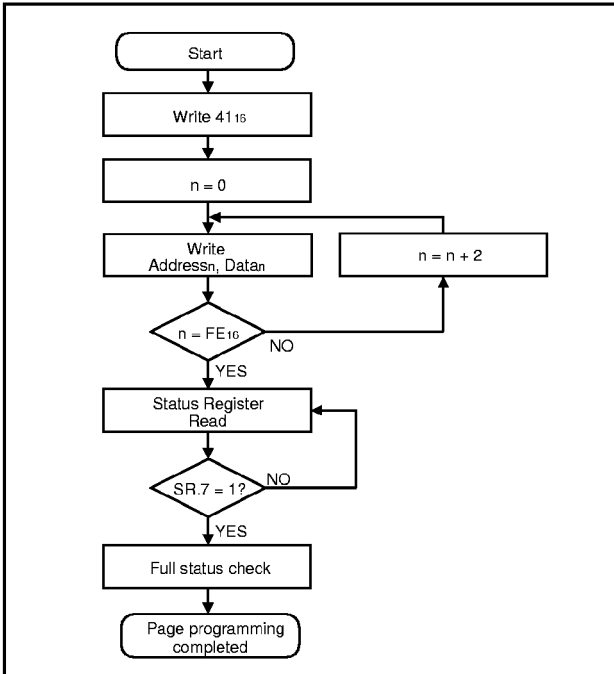 Start
Write 41₁₆
n = 0
Write
Addressn, Datan
n = n + 2
n = FE₁₆
NO
YES
Status Register
Read
SR.7 = 1?
NO
YES
Full status check
Page programming
completed